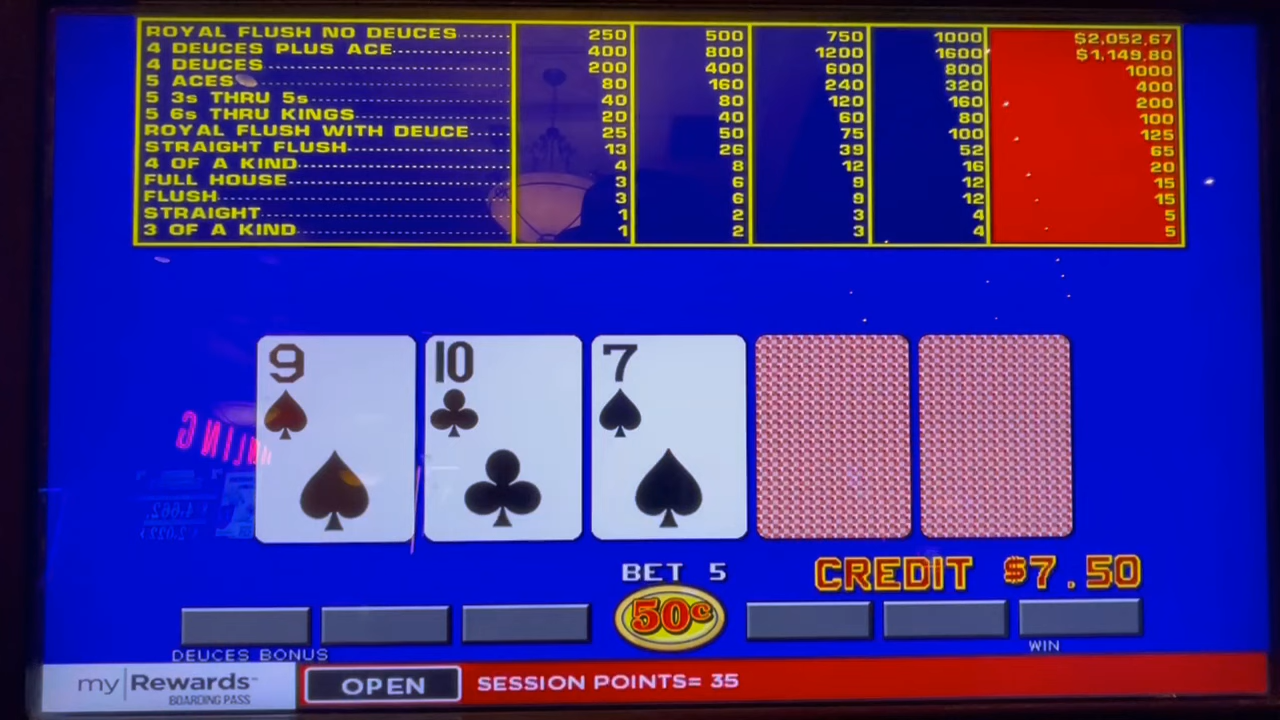 ROYAL FLUSH NO DEUCES 250 500 750 1000 $2,052.67
4 DEUCES PLUS ACE 400 800 1200 1600 $1,149.80
4 DEUCES 200 400 600 800 1000
5 ACES 80 160 240 320 400
5 3s THRU 5s 40 80 120 160 200
5 6s THRU KINGS 20 40 60 80 100
ROYAL FLUSH WITH DEUCE 25 50 75 100 125
STRAIGHT FLUSH 13 26 39 52 65
4 OF A KIND 4 8 12 16 20
FULL HOUSE 3 6 9 12 15
FLUSH 3 6 9 12 15
STRAIGHT 1 2 3 4 5
3 OF A KIND 1 2 3 4 5
9 10 7
BET 5 CREDIT $7.50
50¢
DEUCES BONUS WIN
my|Rewards OPEN SESSION POINTS= 35
BOARDING PASS